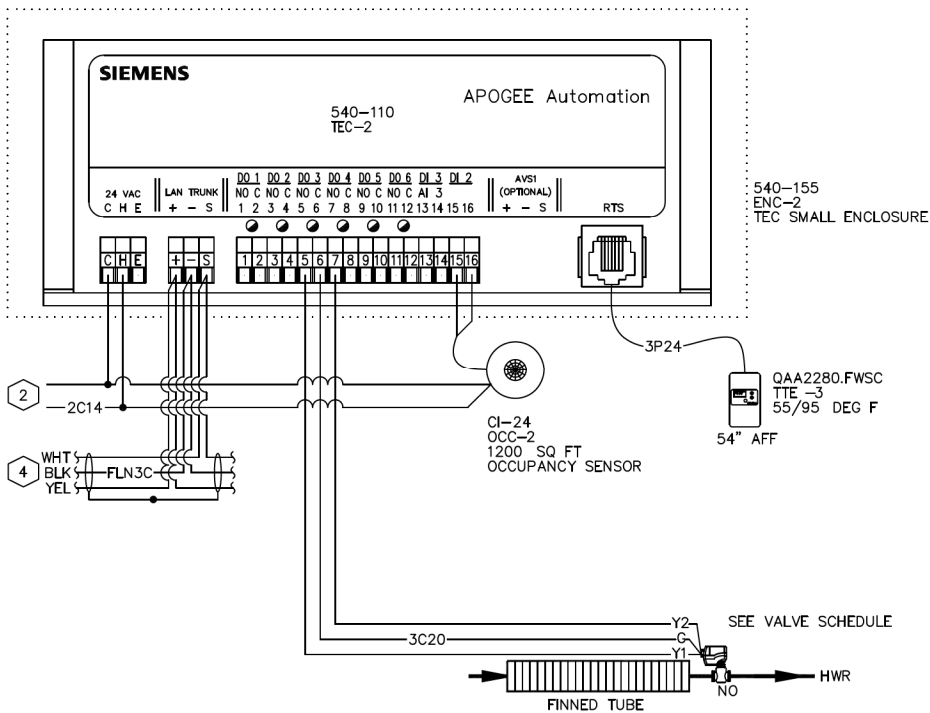 SIEMENS
APOGEE Automation
540-110
TEC-2
24 VAC
C H E
LAN TRUNK
+ - S
DO 1 DO 2 DO 3 DO 4 DO 5 DO 6 DI 3 DI 2
NO C NO C NO C NO C NO C NO C AI 3
1 2 3 4 5 6 7 8 9 10 11 12 13 14 15 16
AVS1
(OPTIONAL)
+ - S
RTS
540-155
ENC-2
TEC SMALL ENCLOSURE
C H E
+ - S
1 2 3 4 5 6 7 8 9 10 11 12 13 14 15 16
3P24
2
2C14
QAA2280.FWSC
TTE -3
55/95 DEG F
54" AFF
CI-24
OCC-2
1200 SQ FT
OCCUPANCY SENSOR
4
WHT
BLK
YEL
FLN3C
Y2
G
Y1
3C20
SEE VALVE SCHEDULE
HWR
NO
FINNED TUBE